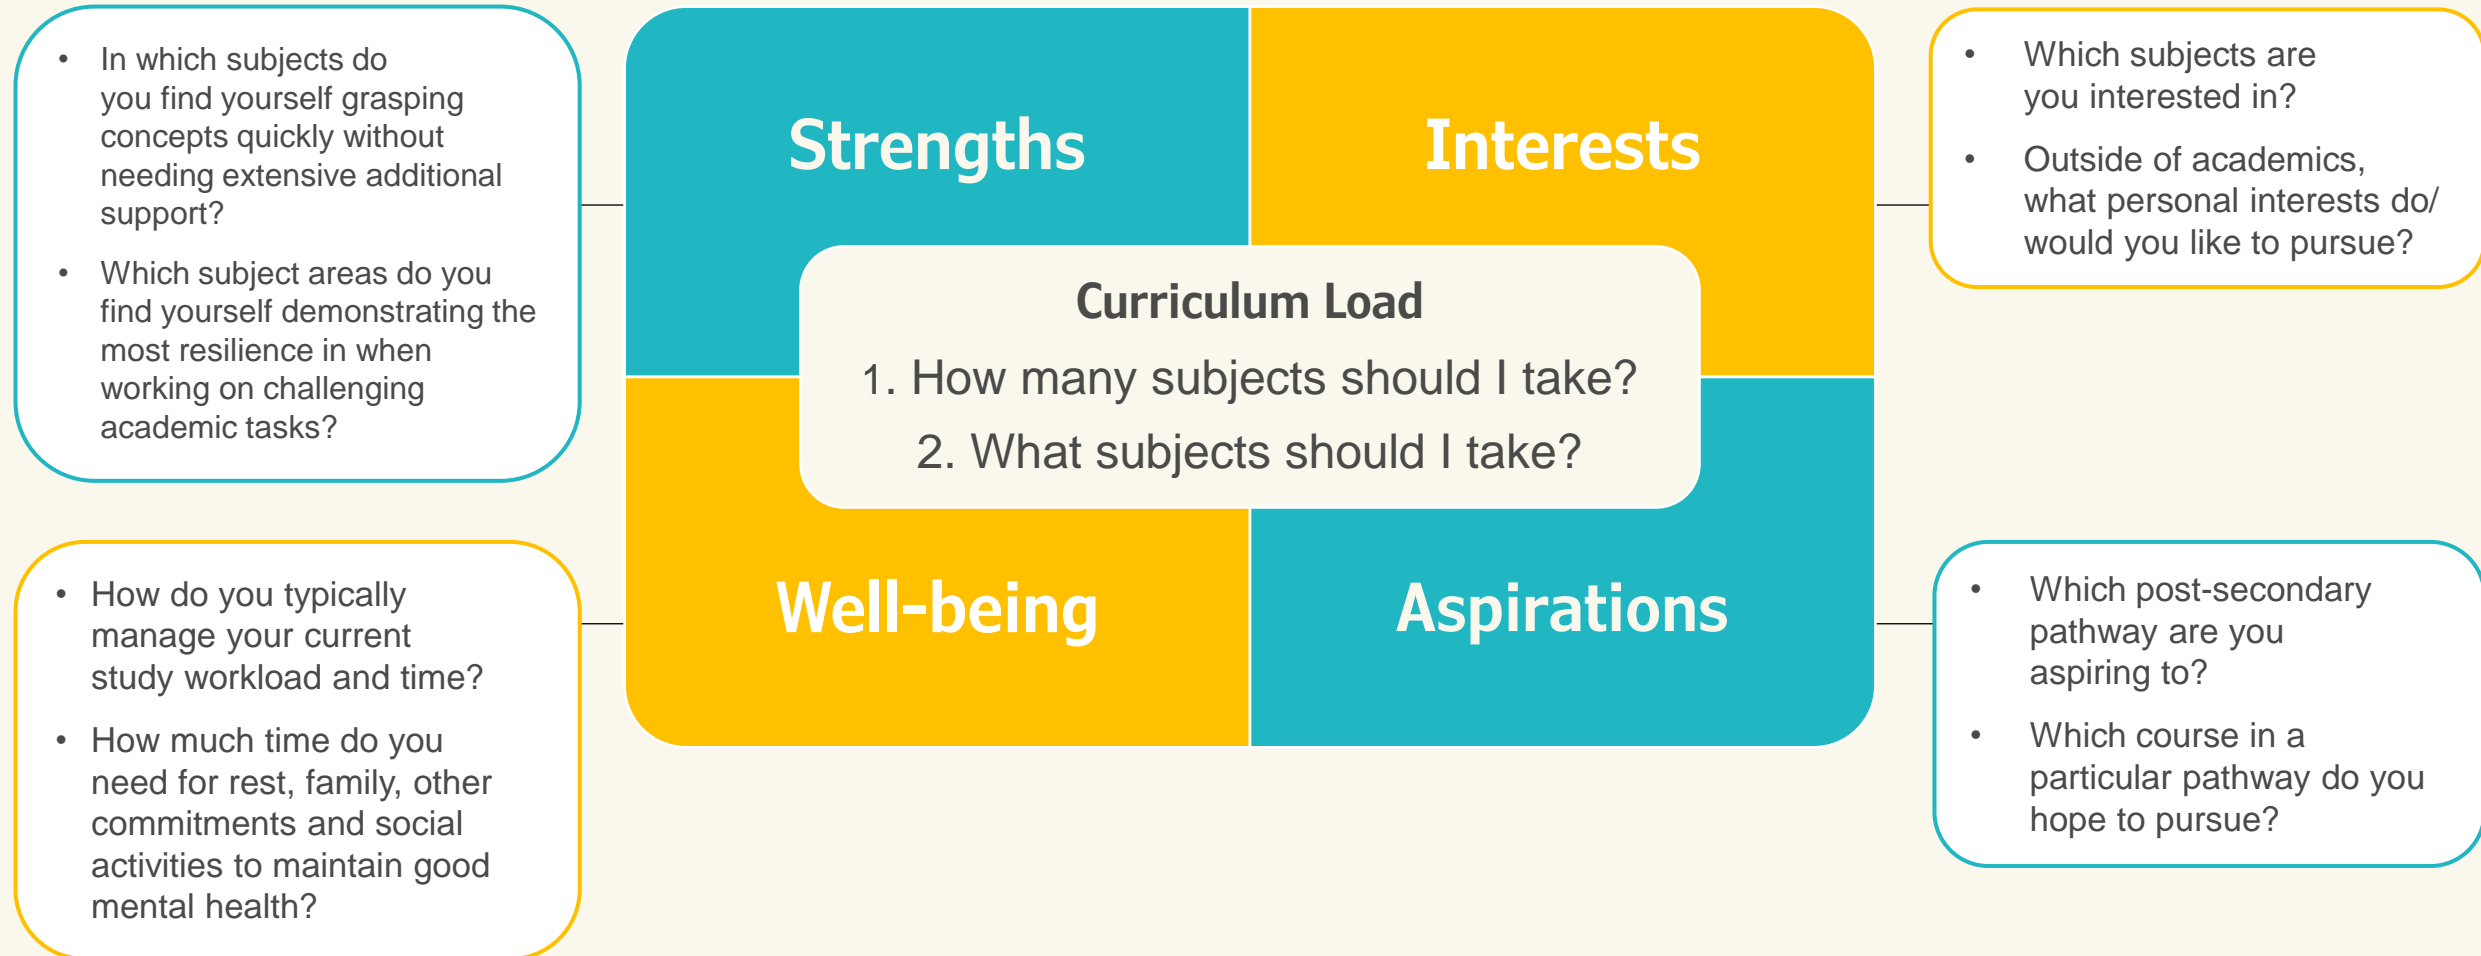 • In which subjects do
you find yourself grasping
concepts quickly without
needing extensive additional
support?
• Which subject areas do you
find yourself demonstrating the
most resilience in when
working on challenging
academic tasks?
Strengths
Interests
• Which subjects are
you interested in?
• Outside of academics,
what personal interests do/
would you like to pursue?
Curriculum Load
1. How many subjects should I take?
2. What subjects should I take?
• How do you typically
manage your current
study workload and time?
• How much time do you
need for rest, family, other
commitments and social
activities to maintain good
mental health?
Well-being
Aspirations
• Which post-secondary
pathway are you
aspiring to?
• Which course in a
particular pathway do you
hope to pursue?